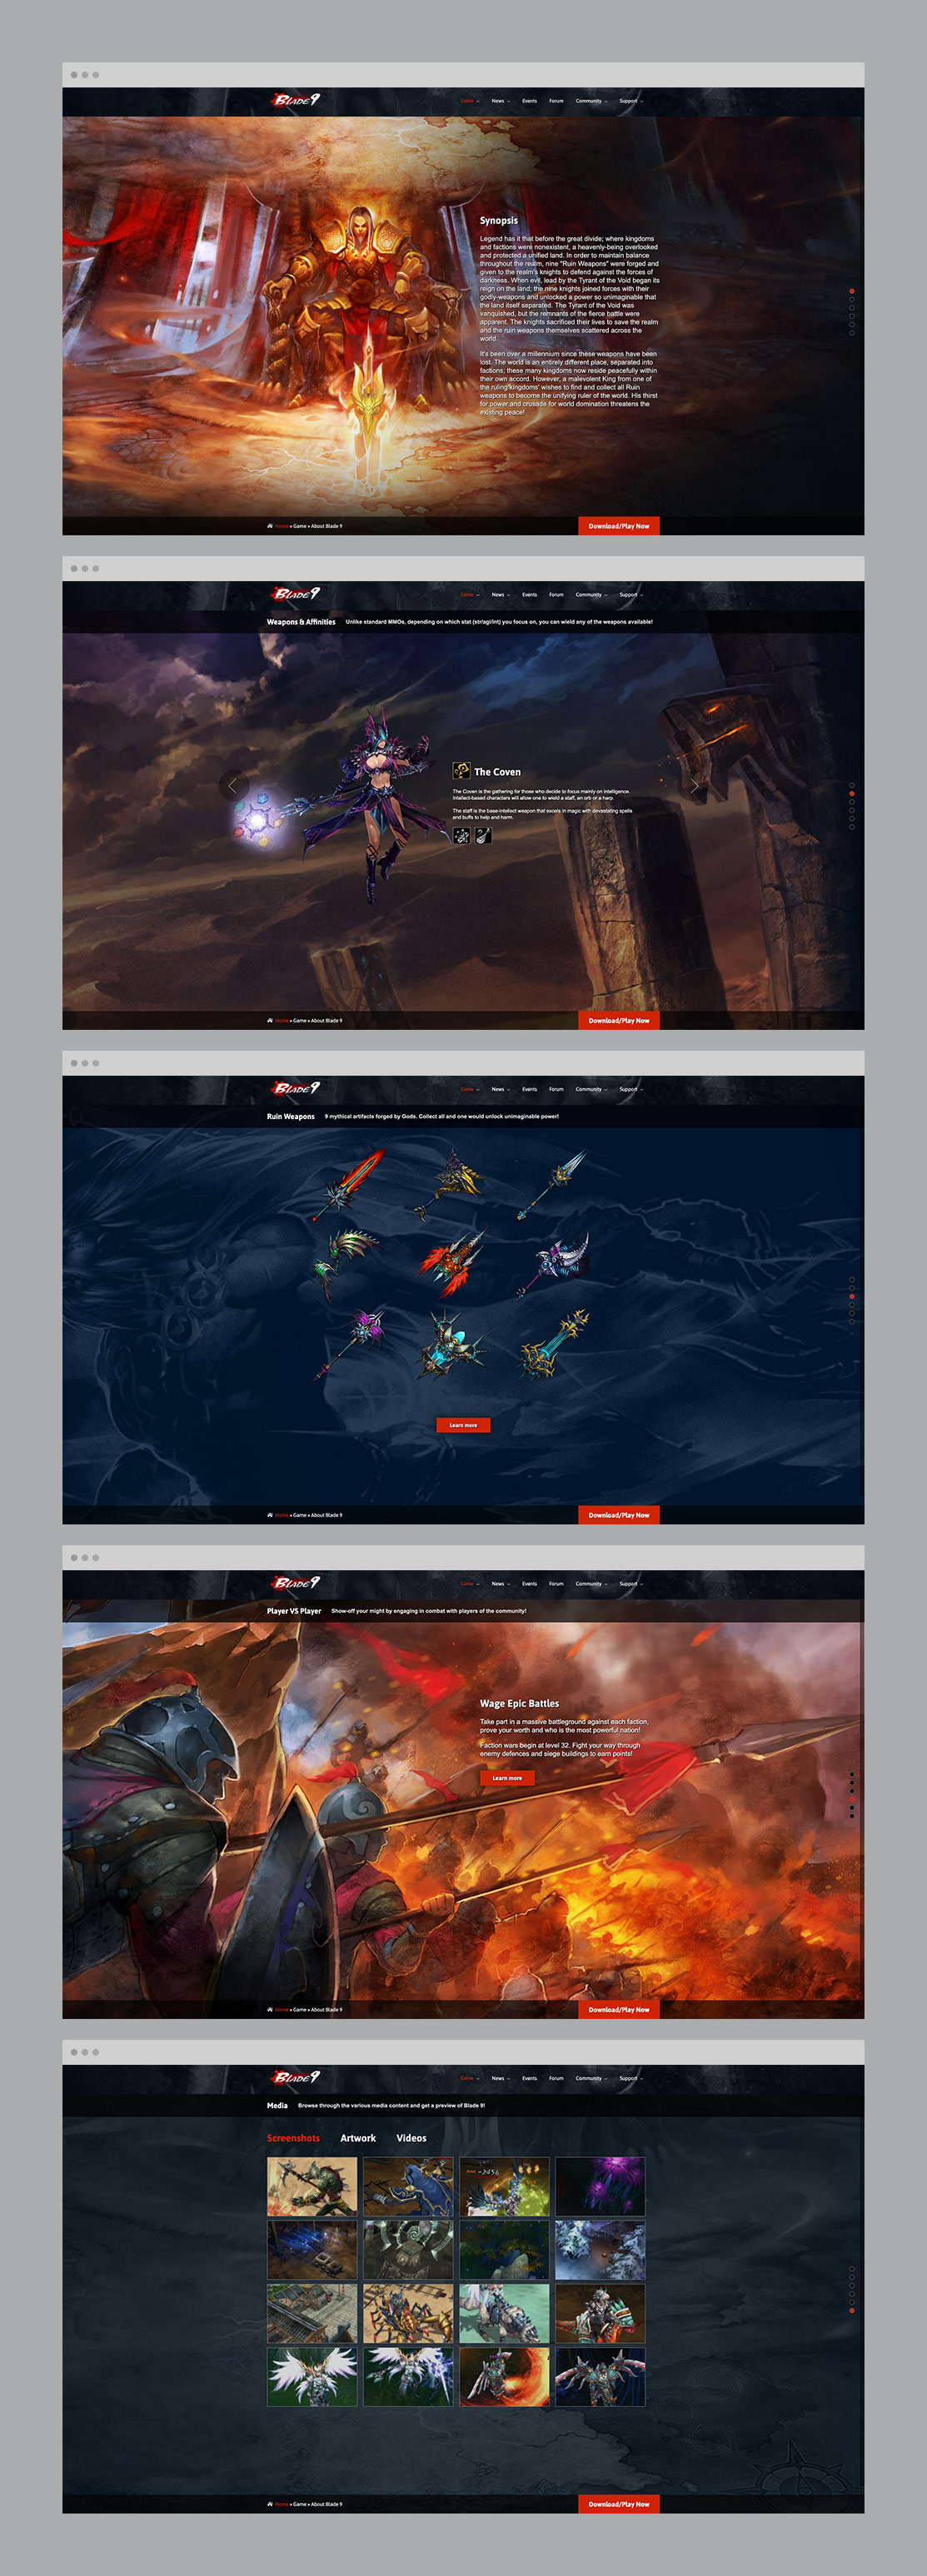 BLADE 9
Game News Events Forum Community Support
Synopsis
Legend has it that before the great divide; where kingdoms
and factions were nonexistent, a heavenly-being overlooked
and protected a unified land. In order to maintain balance
throughout the realm, nine "Ruin Weapons" were forged and
given to the realm's knights to defend against the forces of
darkness. When evil, lead by the Tyrant of the Void began its
reign on the land; the nine knights joined forces with their
godly-weapons and unlocked a power so unimaginable that
the land itself separated. The Tyrant of the Void was
vanquished, but the remnants of the fierce battle were
apparent. The knights sacrificed their lives to save the realm
and the ruin weapons themselves scattered across the
world.
It's been over a millennium since these weapons have been
lost. The world is an entirely different place, separated into
factions; these many kingdoms now reside peacefully within
their own accord. However, a malevolent King from one of
the ruling kingdoms' wishes to find and collect all Ruin
weapons to become the unifying ruler of the world. His thirst
for power and crusade for world domination threatens the
existing peace!
Home » Game » About Blade 9
Download/Play Now
BLADE 9
Game News Events Forum Community Support
Weapons & Affinities Unlike standard MMOs, depending on which stat (str/agi/int) you focus on, you can wield any of the weapons available!
The Coven
The Coven is the gathering for those who decide to focus mainly on intelligence.
Intellect-based characters will allow one to wield a staff, an orb or a harp.
The staff is the base-intellect weapon that excels in magic with devastating spells
and buffs to help and harm.
Home » Game » About Blade 9
Download/Play Now
BLADE 9
Game News Events Forum Community Support
Ruin Weapons 9 mythical artifacts forged by Gods. Collect all and one would unlock unimaginable power!
Learn more
Home » Game » About Blade 9
Download/Play Now
BLADE 9
Game News Events Forum Community Support
Player VS Player Show-off your might by engaging in combat with players of the community!
Wage Epic Battles
Take part in a massive battleground against each faction,
prove your worth and who is the most powerful nation!
Faction wars begin at level 32. Fight your way through
enemy defences and siege buildings to earn points!
Learn more
Home » Game » About Blade 9
Download/Play Now
BLADE 9
Game News Events Forum Community Support
Media Browse through the various media content and get a preview of Blade 9!
Screenshots Artwork Videos
-2456
Home » Game » About Blade 9
Download/Play Now